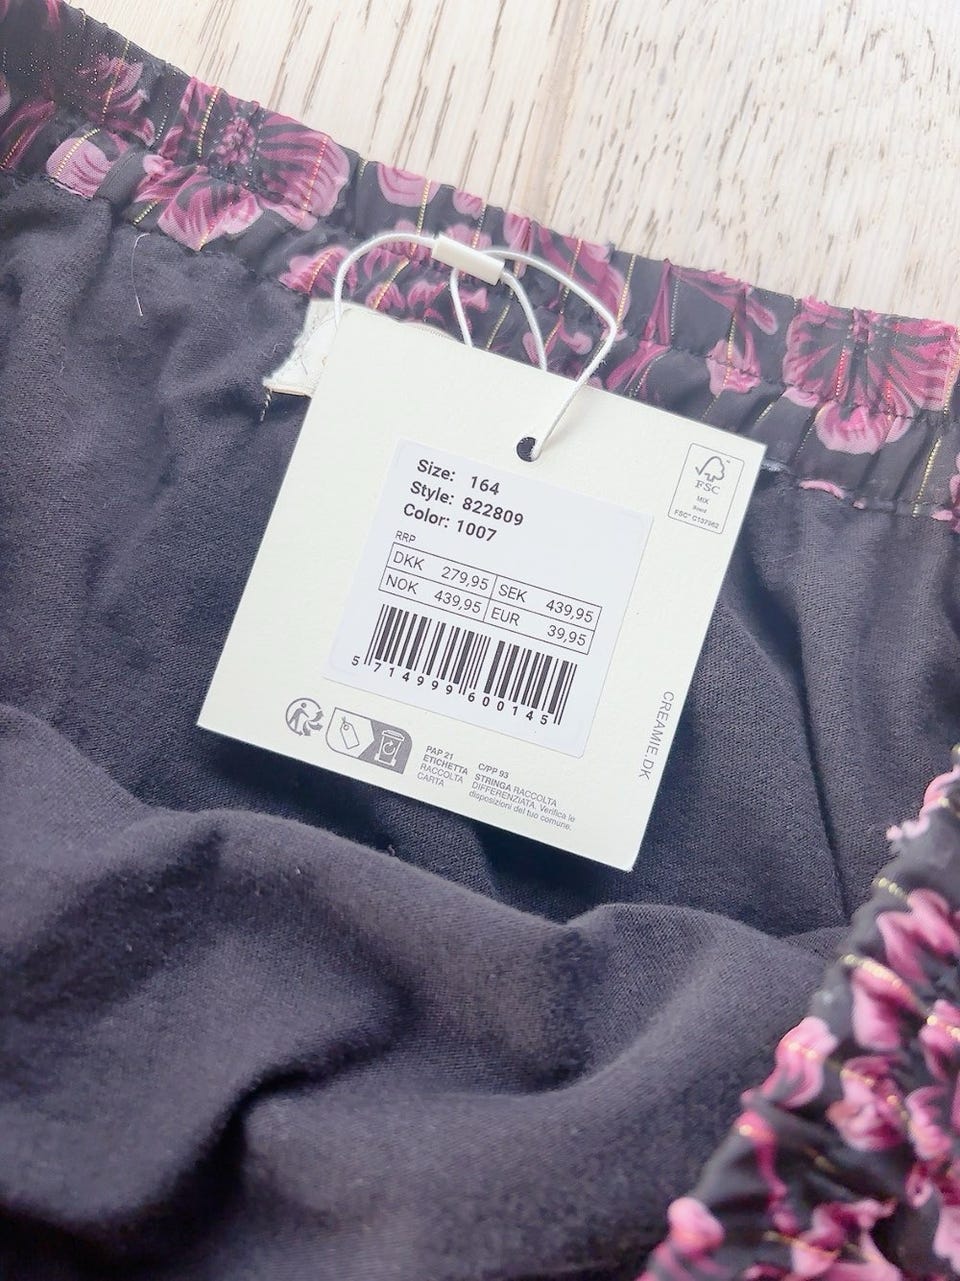 Size: 164
Style: 822809
Color: 1007
RRP
DKK 279,95 SEK 439,95
NOK 439,95 EUR 39,95
5 714999 600145
FSC
MIX
Board
FSC® C137962
CREAMIE.DK
PAP 21
ETICHETTA
RACCOLTA
CARTA
C/PP 93
STRINGA RACCOLTA
DIFFERENZIATA. Verifica le
disposizioni del tuo comune.